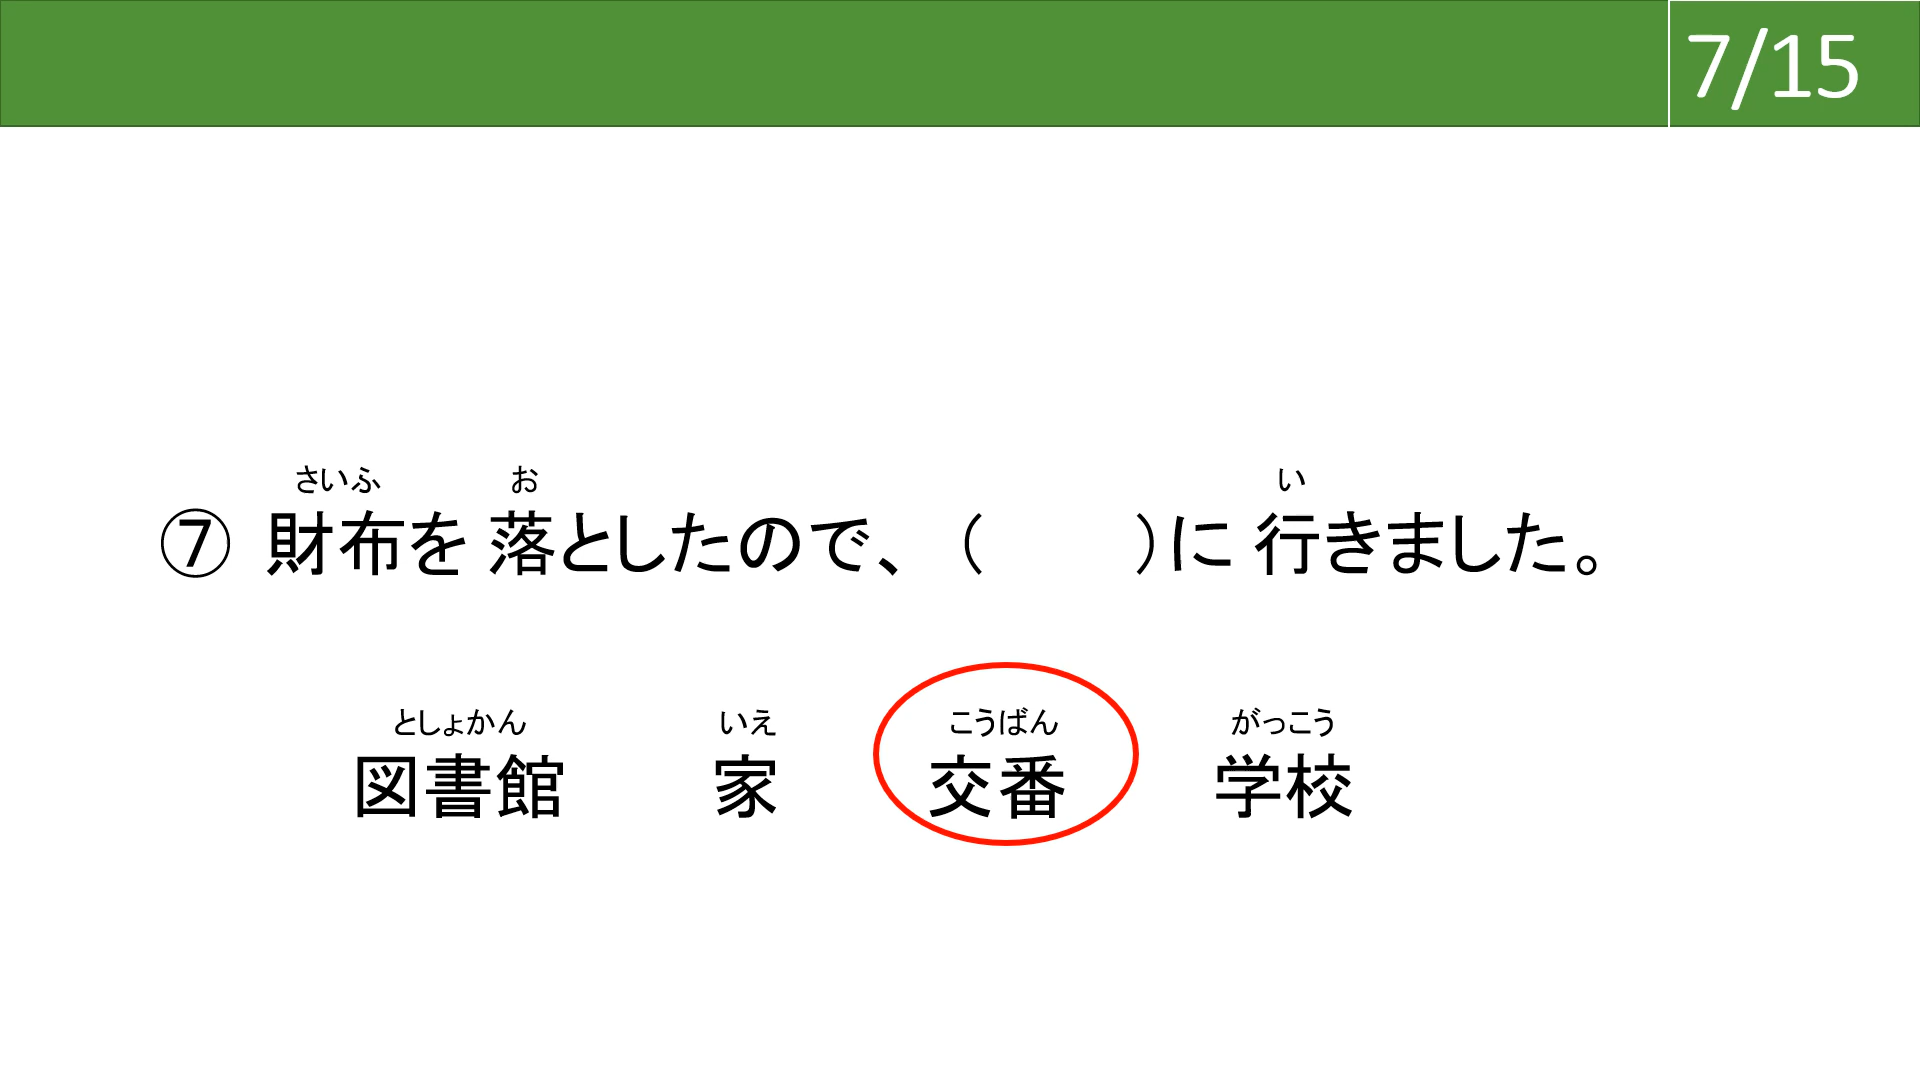 7/15
さいふ お い
⑦ 財布を 落としたので、（　　）に 行きました。
としょかん いえ こうばん がっこう
図書館 家 交番 学校